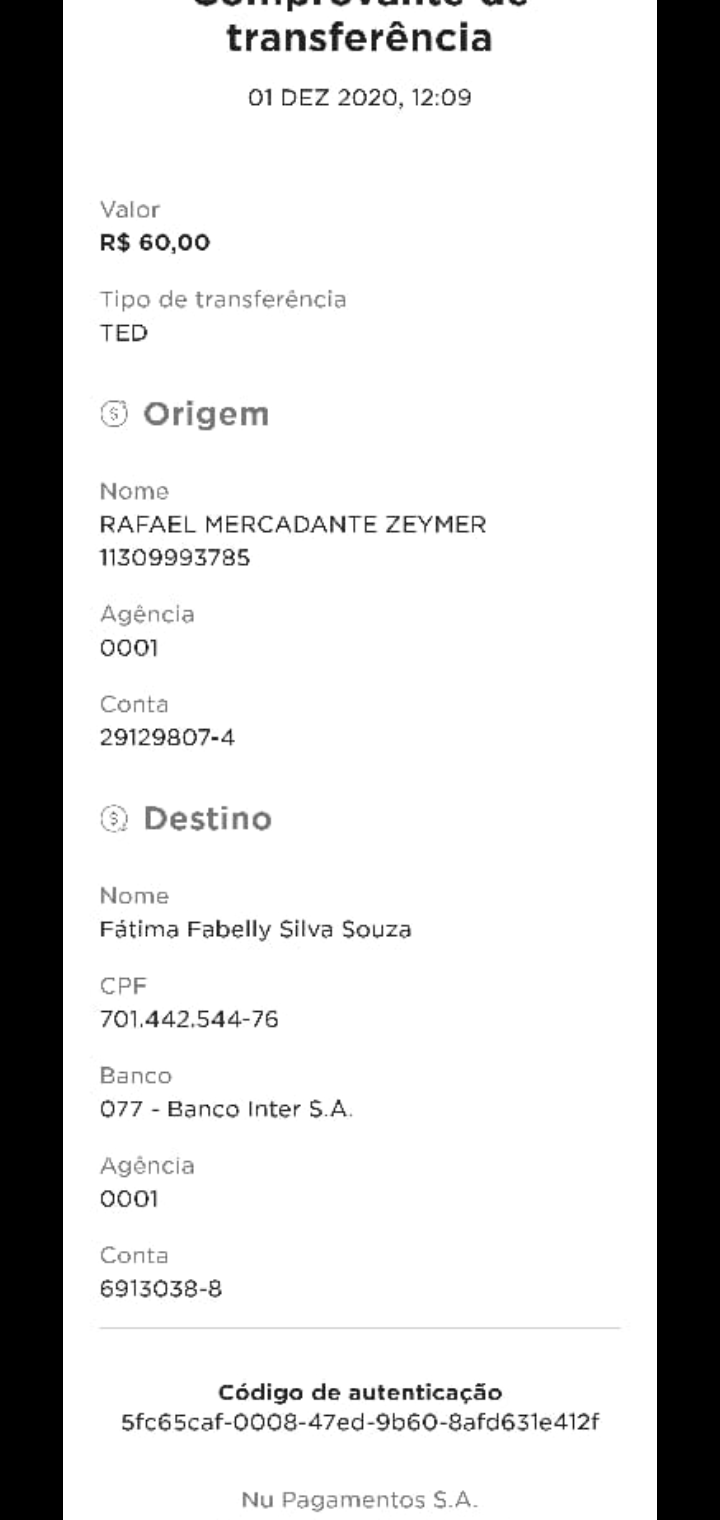 Comprovante de
transferência
01 DEZ 2020, 12:09
Valor
R$ 60,00
Tipo de transferência
TED
Origem
Nome
RAFAEL MERCADANTE ZEYMER
11309993785
Agência
0001
Conta
29129807-4
Destino
Nome
Fátima Fabelly Silva Souza
CPF
701.442.544-76
Banco
077 - Banco Inter S.A.
Agência
0001
Conta
6913038-8
Código de autenticação
5fc65caf-0008-47ed-9b60-8afd631e412f
Nu Pagamentos S.A.